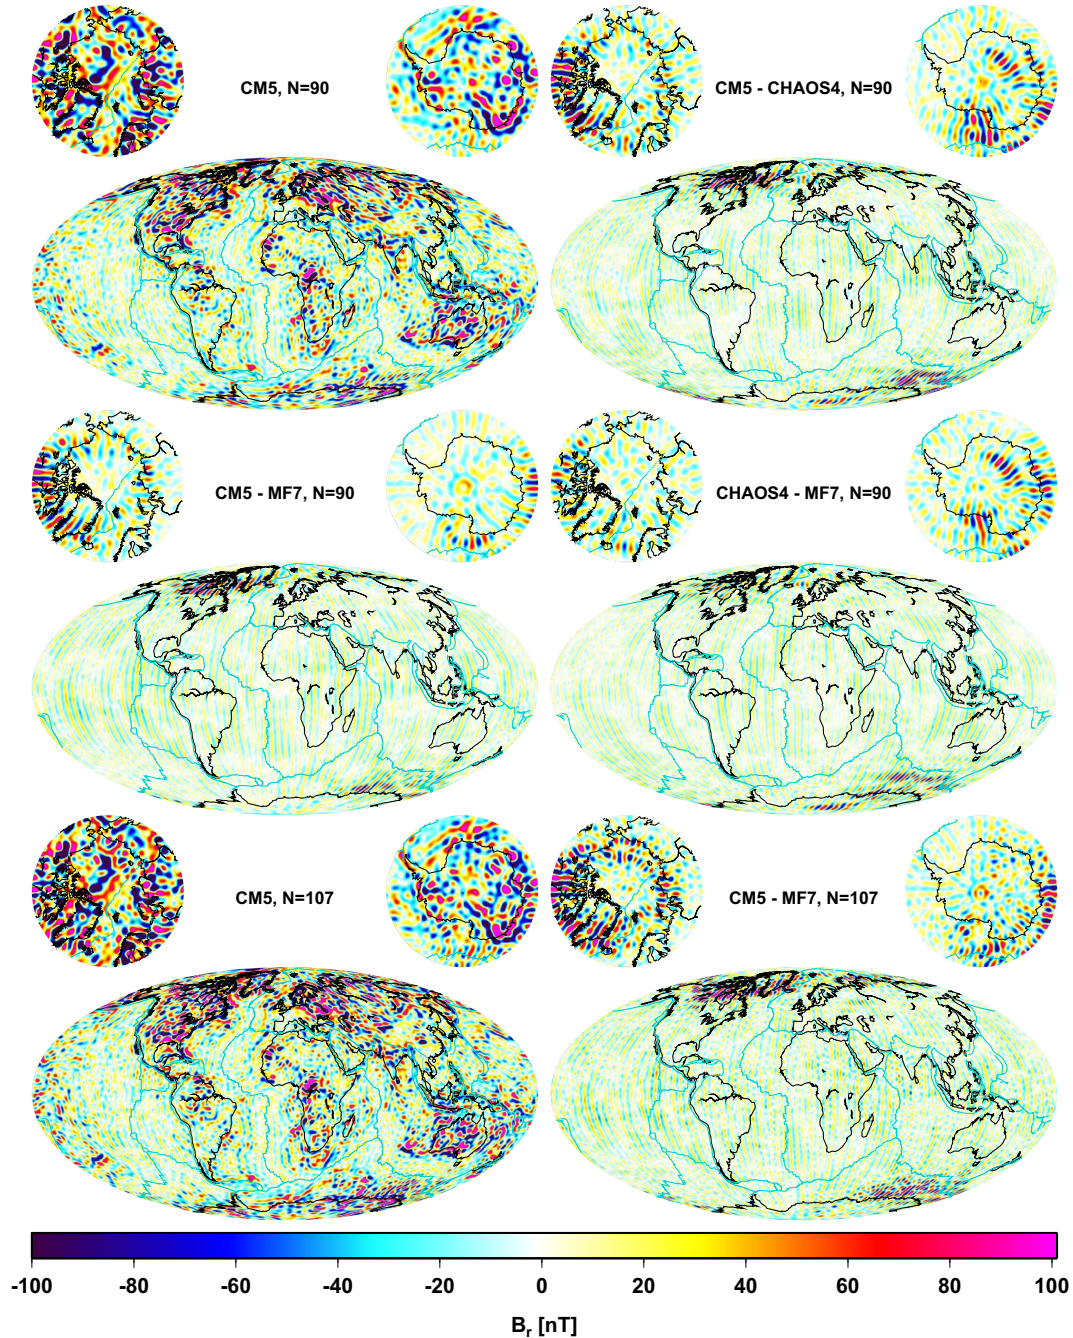 CM5, N=90
CM5 - CHAOS4, N=90
CM5 - MF7, N=90
CHAOS4 - MF7, N=90
CM5, N=107
CM5 - MF7, N=107
-100 -80 -60 -40 -20 0 20 40 60 80 100
Br [nT]